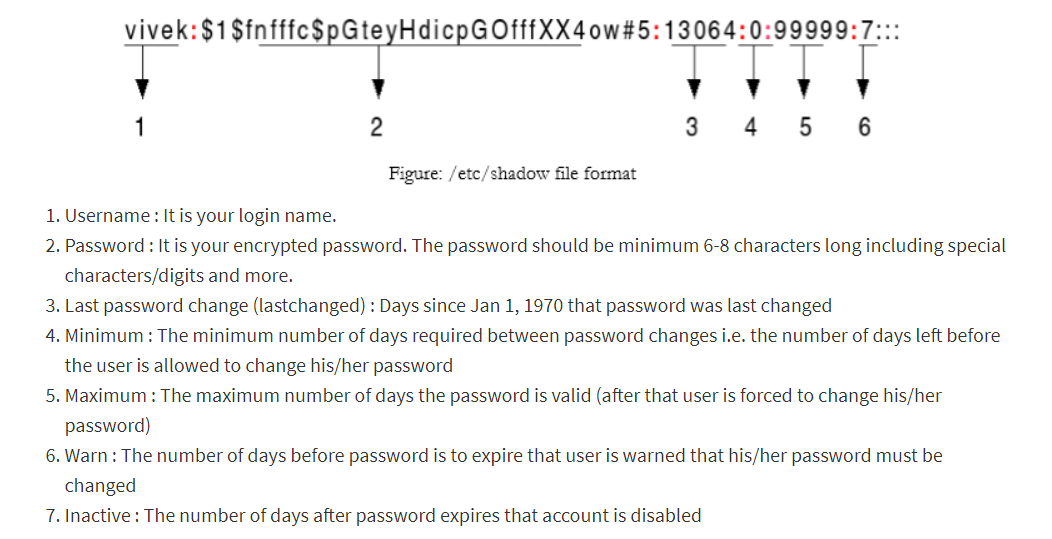 vivek:$1$fnfffc$pGteyHdicpGOfffXX4ow#5:13064:0:99999:7:::
1 2 3 4 5 6
Figure: /etc/shadow file format
1. Username : It is your login name.
2. Password : It is your encrypted password. The password should be minimum 6-8 characters long including special
characters/digits and more.
3. Last password change (lastchanged) : Days since Jan 1, 1970 that password was last changed
4. Minimum : The minimum number of days required between password changes i.e. the number of days left before
the user is allowed to change his/her password
5. Maximum : The maximum number of days the password is valid (after that user is forced to change his/her
password)
6. Warn : The number of days before password is to expire that user is warned that his/her password must be
changed
7. Inactive : The number of days after password expires that account is disabled